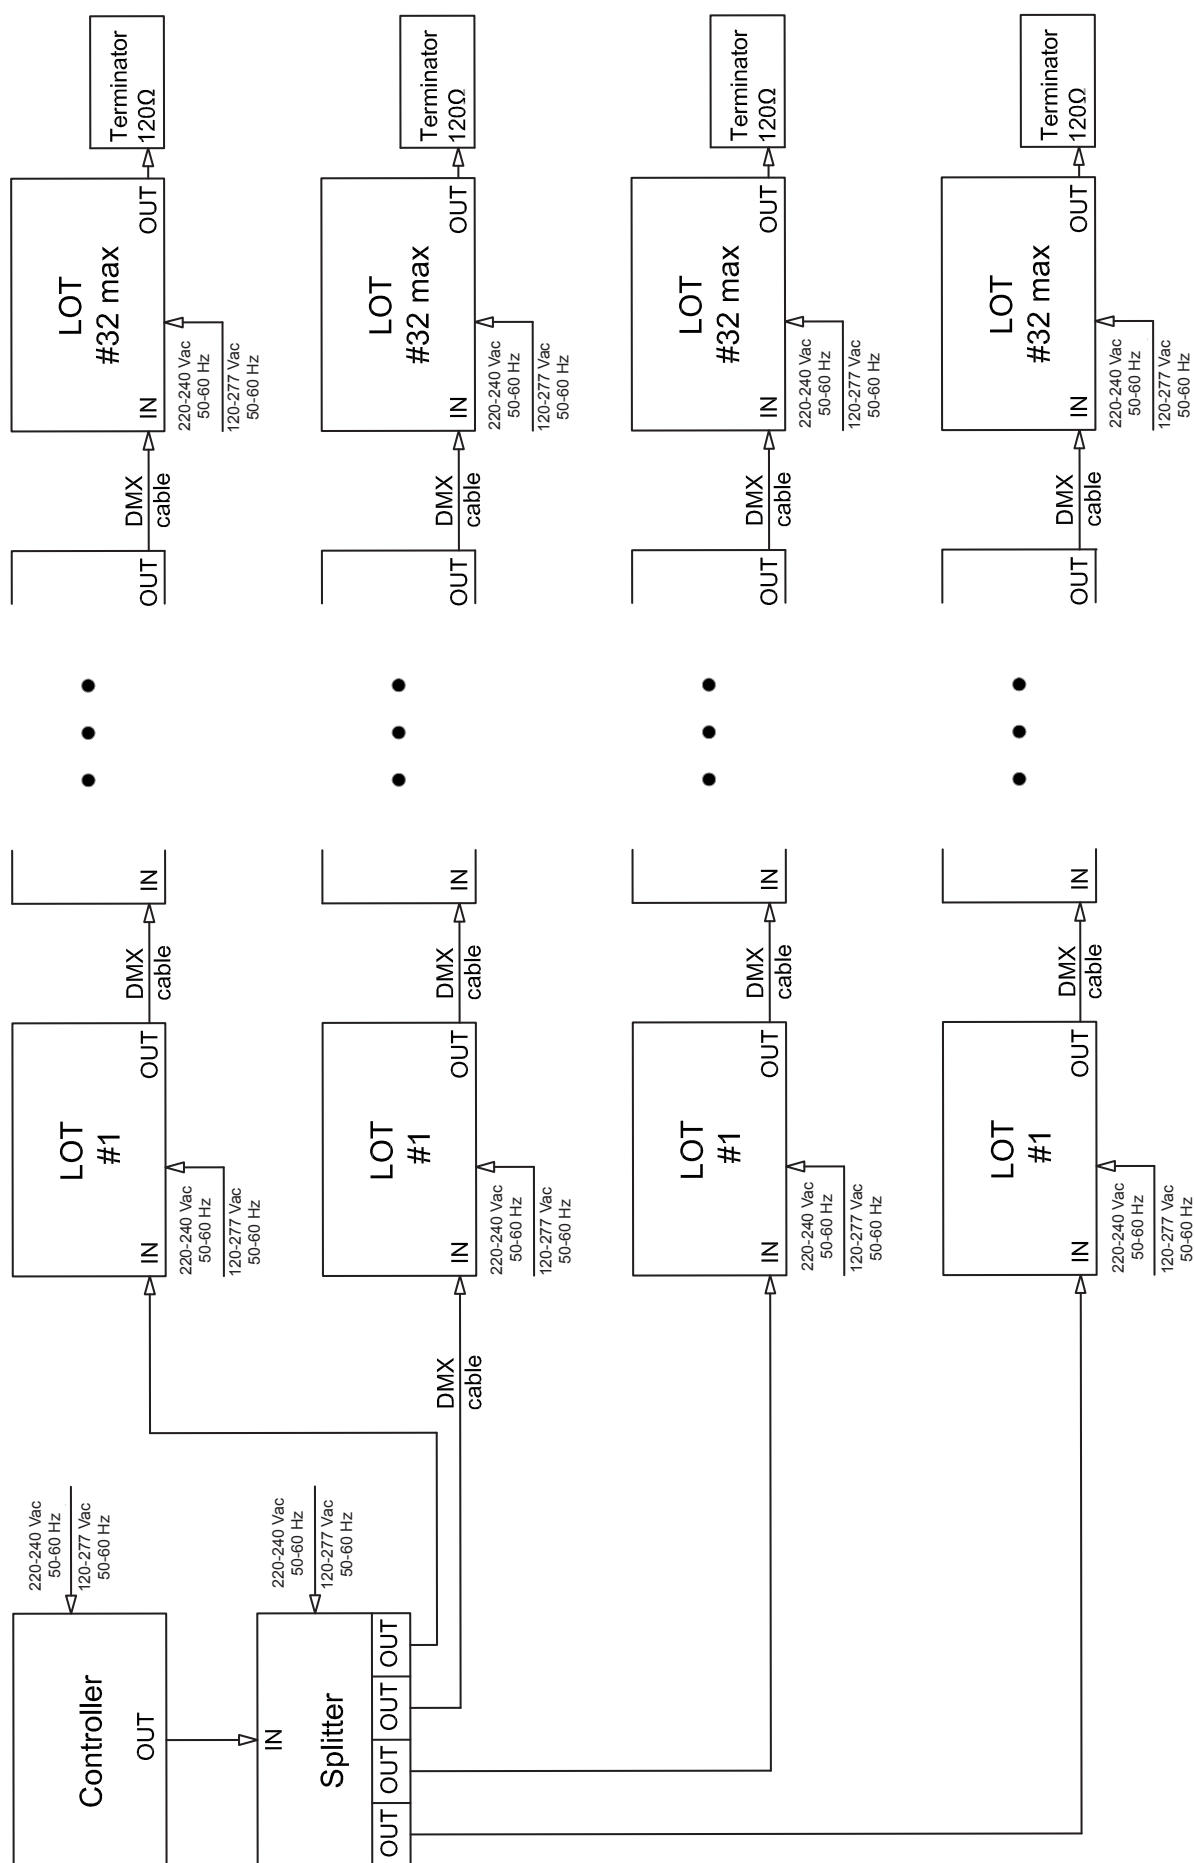 Controller
OUT
220-240 Vac
50-60 Hz
120-277 Vac
50-60 Hz
LOT
#1
IN
OUT
220-240 Vac
50-60 Hz
120-277 Vac
50-60 Hz
DMX
cable
IN
OUT
DMX
cable
LOT
#32 max
IN
OUT
220-240 Vac
50-60 Hz
120-277 Vac
50-60 Hz
Terminator
120Ω
IN
Splitter
220-240 Vac
50-60 Hz
120-277 Vac
50-60 Hz
OUT
OUT
OUT
OUT
DMX
cable
LOT
#1
IN
OUT
220-240 Vac
50-60 Hz
120-277 Vac
50-60 Hz
DMX
cable
IN
OUT
DMX
cable
LOT
#32 max
IN
OUT
220-240 Vac
50-60 Hz
120-277 Vac
50-60 Hz
Terminator
120Ω
LOT
#1
IN
OUT
220-240 Vac
50-60 Hz
120-277 Vac
50-60 Hz
DMX
cable
IN
OUT
DMX
cable
LOT
#32 max
IN
OUT
220-240 Vac
50-60 Hz
120-277 Vac
50-60 Hz
Terminator
120Ω
LOT
#1
IN
OUT
220-240 Vac
50-60 Hz
120-277 Vac
50-60 Hz
DMX
cable
IN
OUT
DMX
cable
LOT
#32 max
IN
OUT
220-240 Vac
50-60 Hz
120-277 Vac
50-60 Hz
Terminator
120Ω